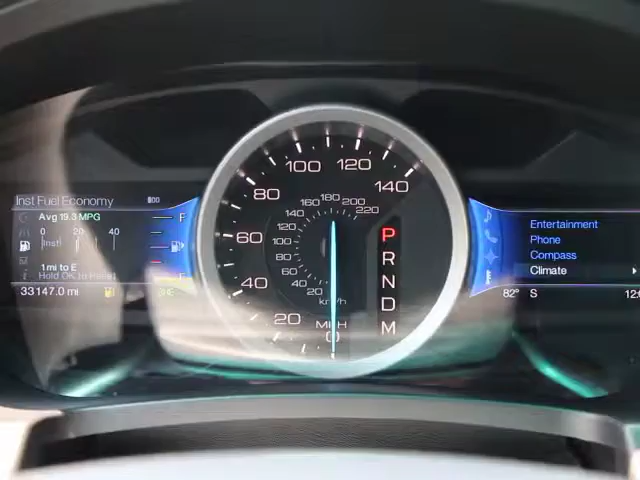 Inst Fuel Economy
Avg 19.3 MPG
0 20 40
Inst
1 mi to E
Hold OK to Reset
33147.0 mi
F
E
0
20
40
60
80
100
120
140
MPH
20
40
60
80
100
120
140
160
180
200
220
km/h
P
R
N
D
M
Entertainment
Phone
Compass
Climate
82° S